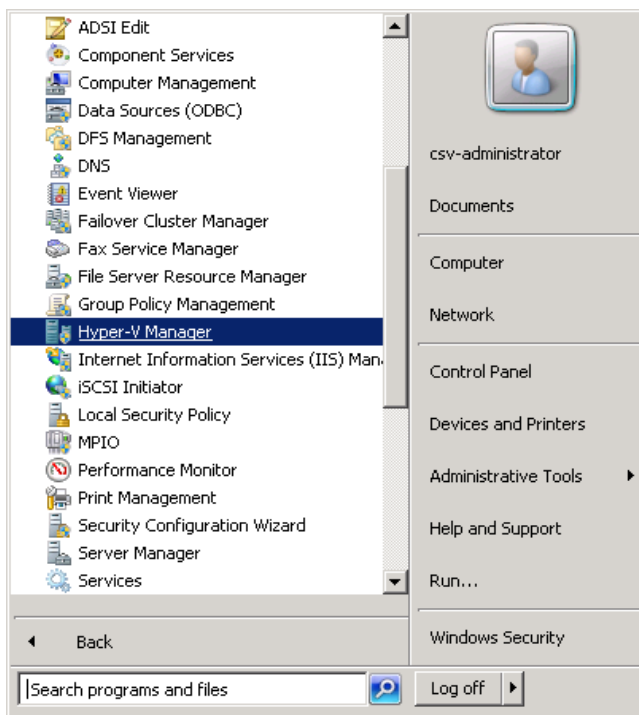 ADSI Edit
Component Services
Computer Management
Data Sources (ODBC)
DFS Management
DNS
Event Viewer
Failover Cluster Manager
Fax Service Manager
File Server Resource Manager
Group Policy Management
Hyper-V Manager
Internet Information Services (IIS) Man
iSCSI Initiator
Local Security Policy
MPIO
Performance Monitor
Print Management
Security Configuration Wizard
Server Manager
Services
Back
Search programs and files
csv-administrator
Documents
Computer
Network
Control Panel
Devices and Printers
Administrative Tools
Help and Support
Run...
Windows Security
Log off